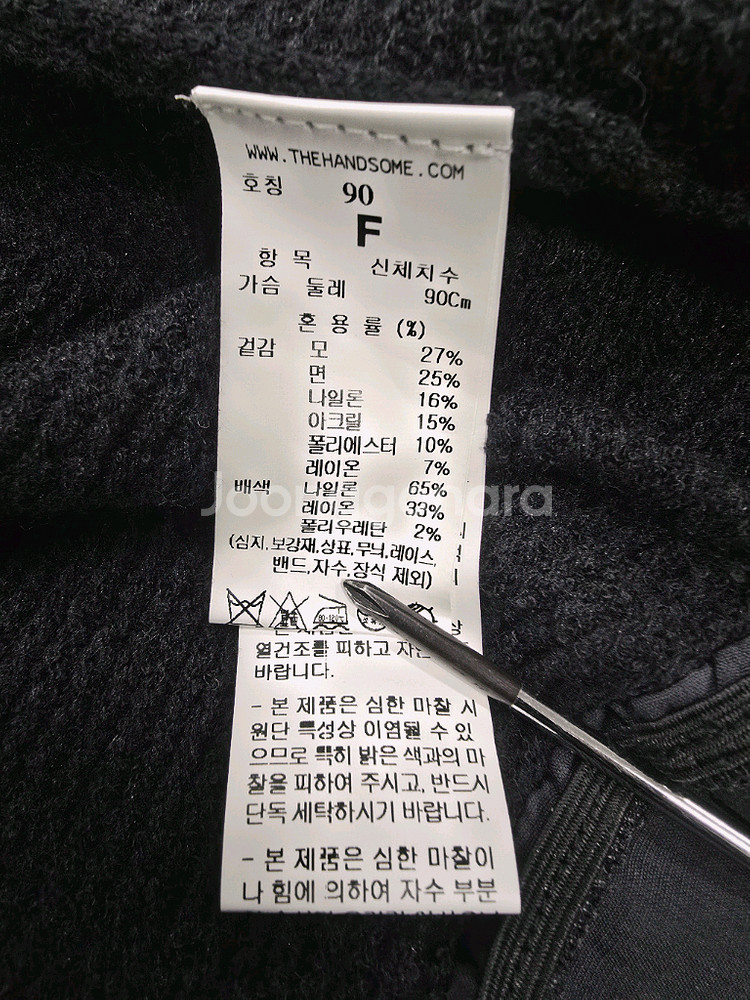 WWW.THEHANDSOME.COM
호칭 90
F
항 목 신체치수
가슴 둘레 90Cm
혼 용 률 (%)
겉감 모 27%
면 25%
나일론 16%
아크릴 15%
폴리에스터 10%
레이온 7%
배색 나일론 65%
레이온 33%
폴리우레탄 2%
(심지,보강재,상표,무늬,레이스,
밴드,자수,장식 제외)
열건조를 피하고
바랍니다.
- 본 제품은 심한 마찰 시
원단 특성상 이염될 수 있
으므로 특히 밝은 색과의 마
찰을 피하여 주시고, 반드시
단독 세탁하시기 바랍니다.
- 본 제품은 심한 마찰이
나 힘에 의하여 자수 부분
Joonggonara